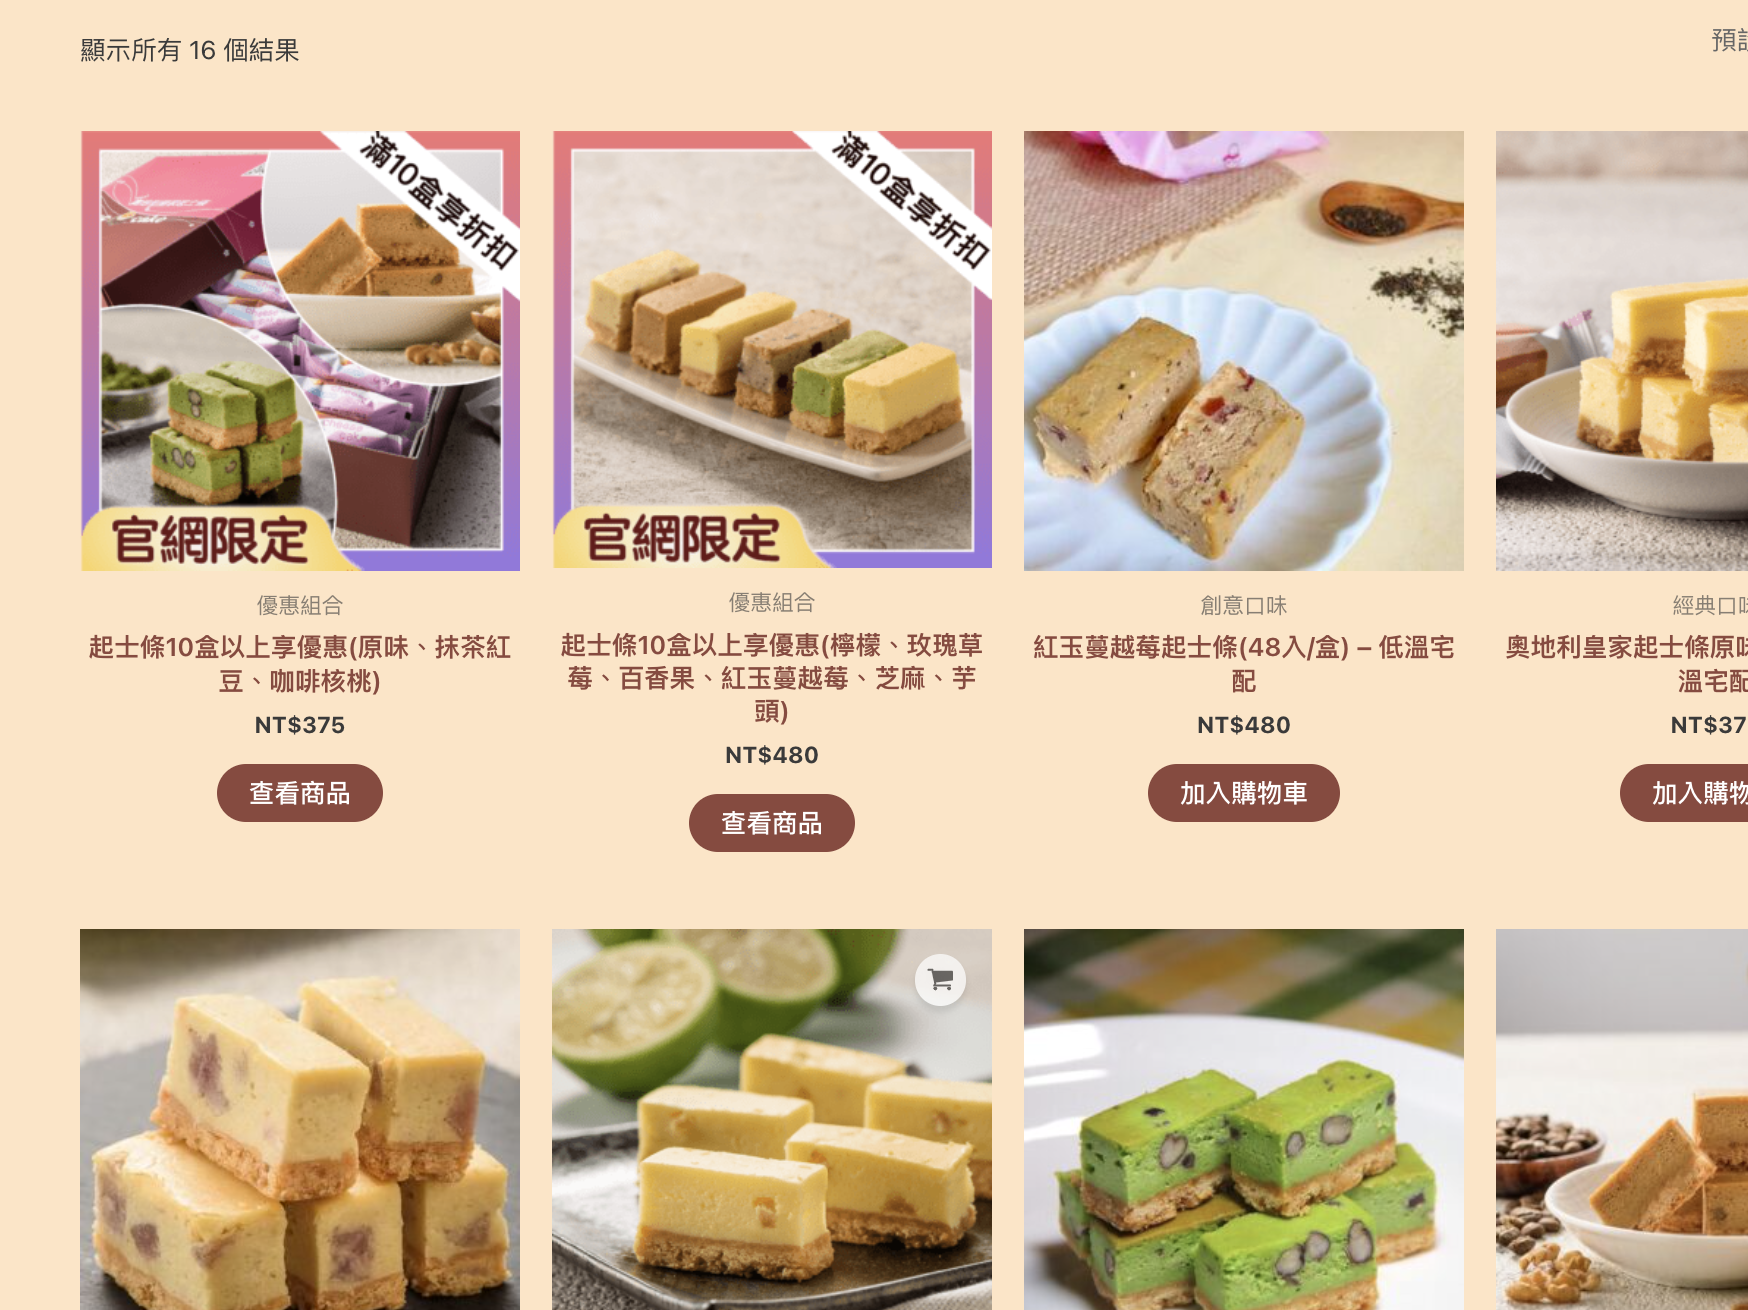 顯示所有 16 個結果
滿10盒享折扣
官網限定
優惠組合
起士條10盒以上享優惠(原味、抹茶紅
豆、咖啡核桃)
NT$375
查看商品
滿10盒享折扣
官網限定
優惠組合
起士條10盒以上享優惠(檸檬、玫瑰草
莓、百香果、紅玉蔓越莓、芝麻、芋
頭)
NT$480
查看商品
創意口味
紅玉蔓越莓起士條(48入/盒) – 低溫宅
配
NT$480
加入購物車
經典口
奧地利皇家起士條原味
溫宅配
NT$37
加入購物